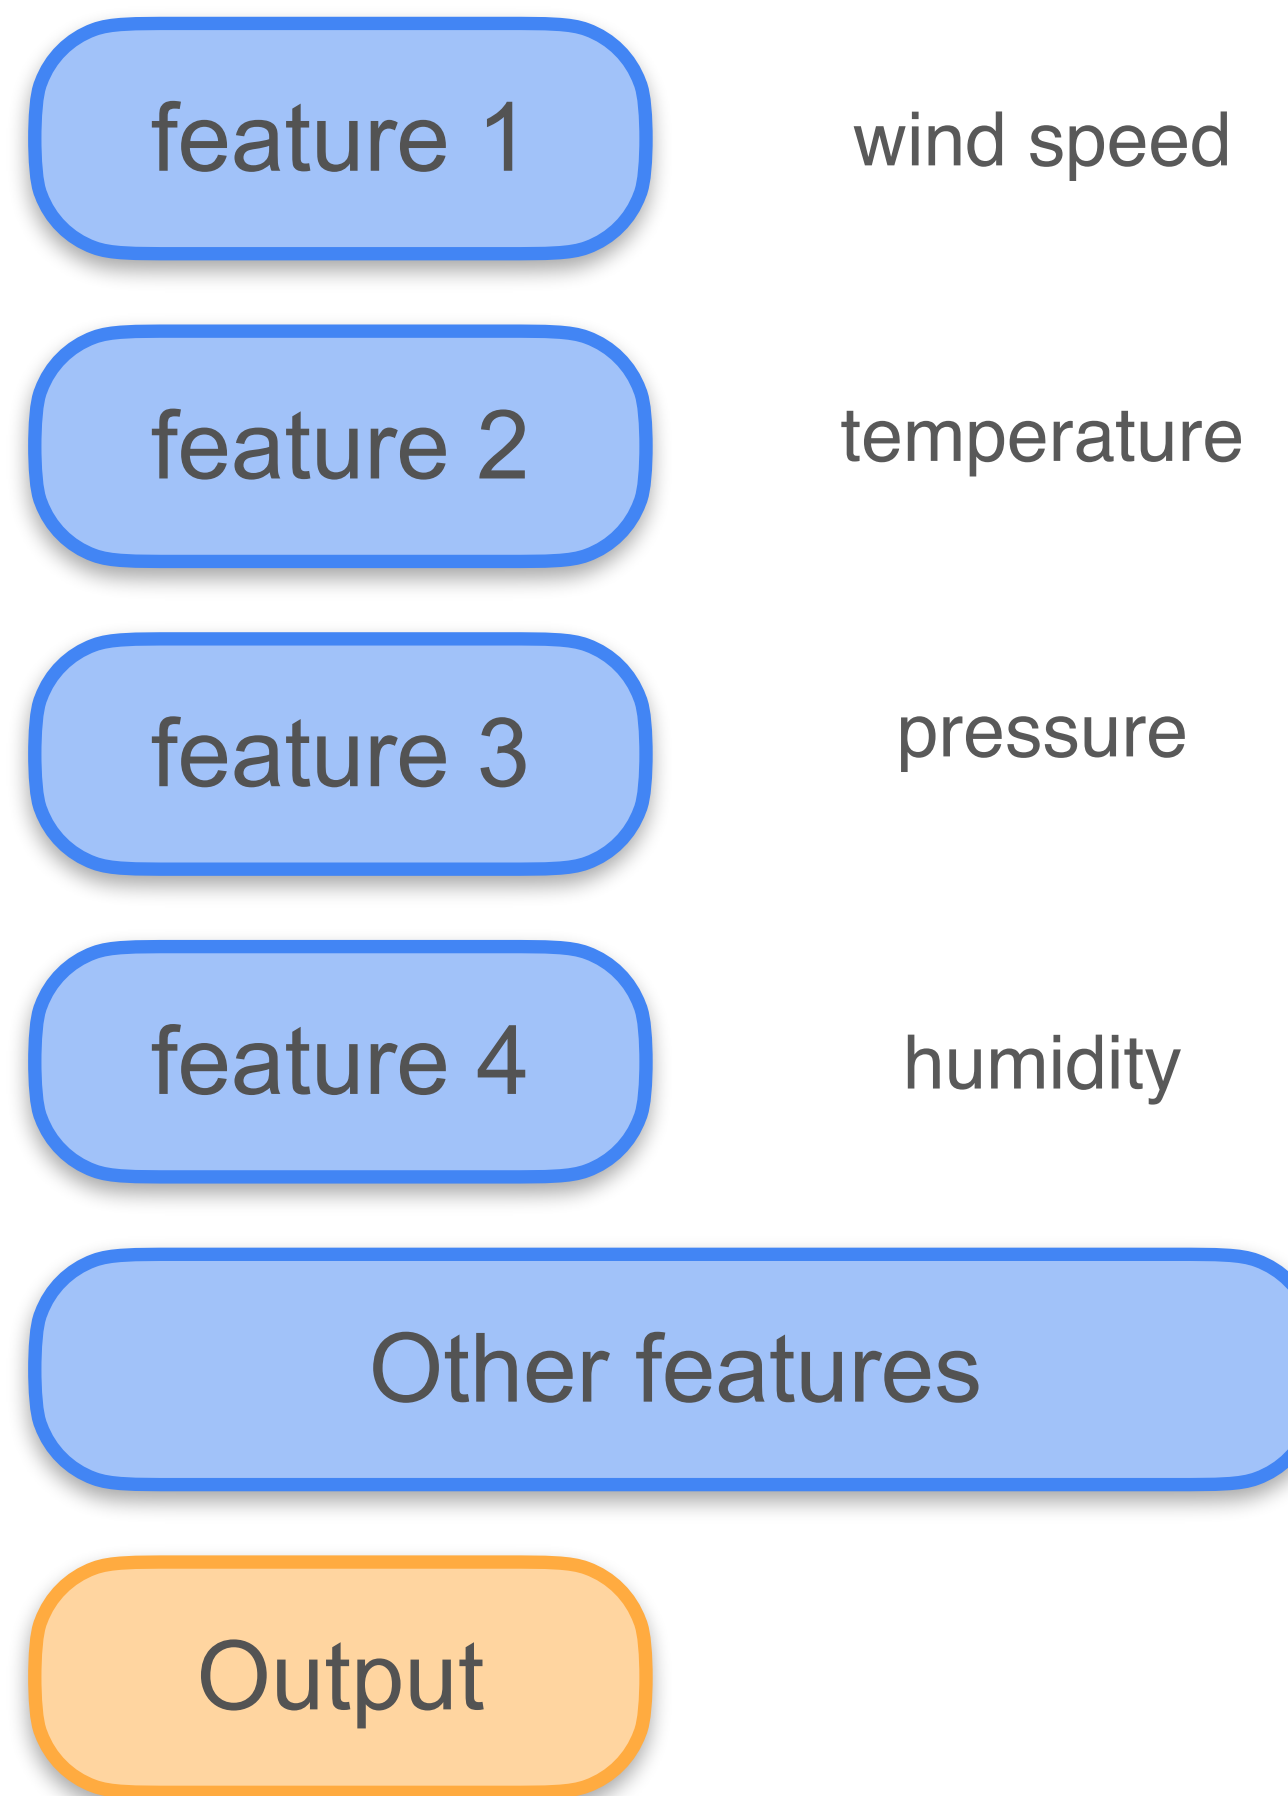 feature 1 wind speed
feature 2 temperature
feature 3 pressure
feature 4 humidity
Other features
Output